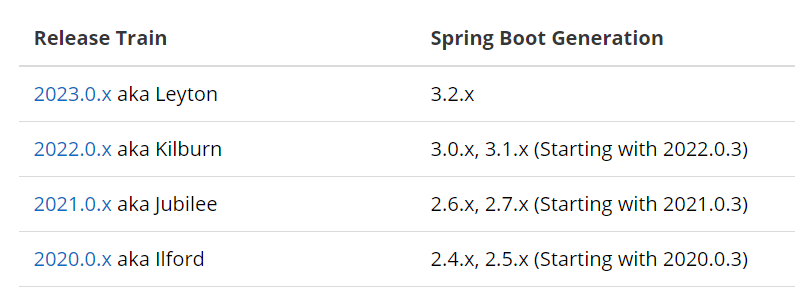 Release Train Spring Boot Generation
2023.0.x aka Leyton 3.2.x
2022.0.x aka Kilburn 3.0.x, 3.1.x (Starting with 2022.0.3)
2021.0.x aka Jubilee 2.6.x, 2.7.x (Starting with 2021.0.3)
2020.0.x aka Ilford 2.4.x, 2.5.x (Starting with 2020.0.3)